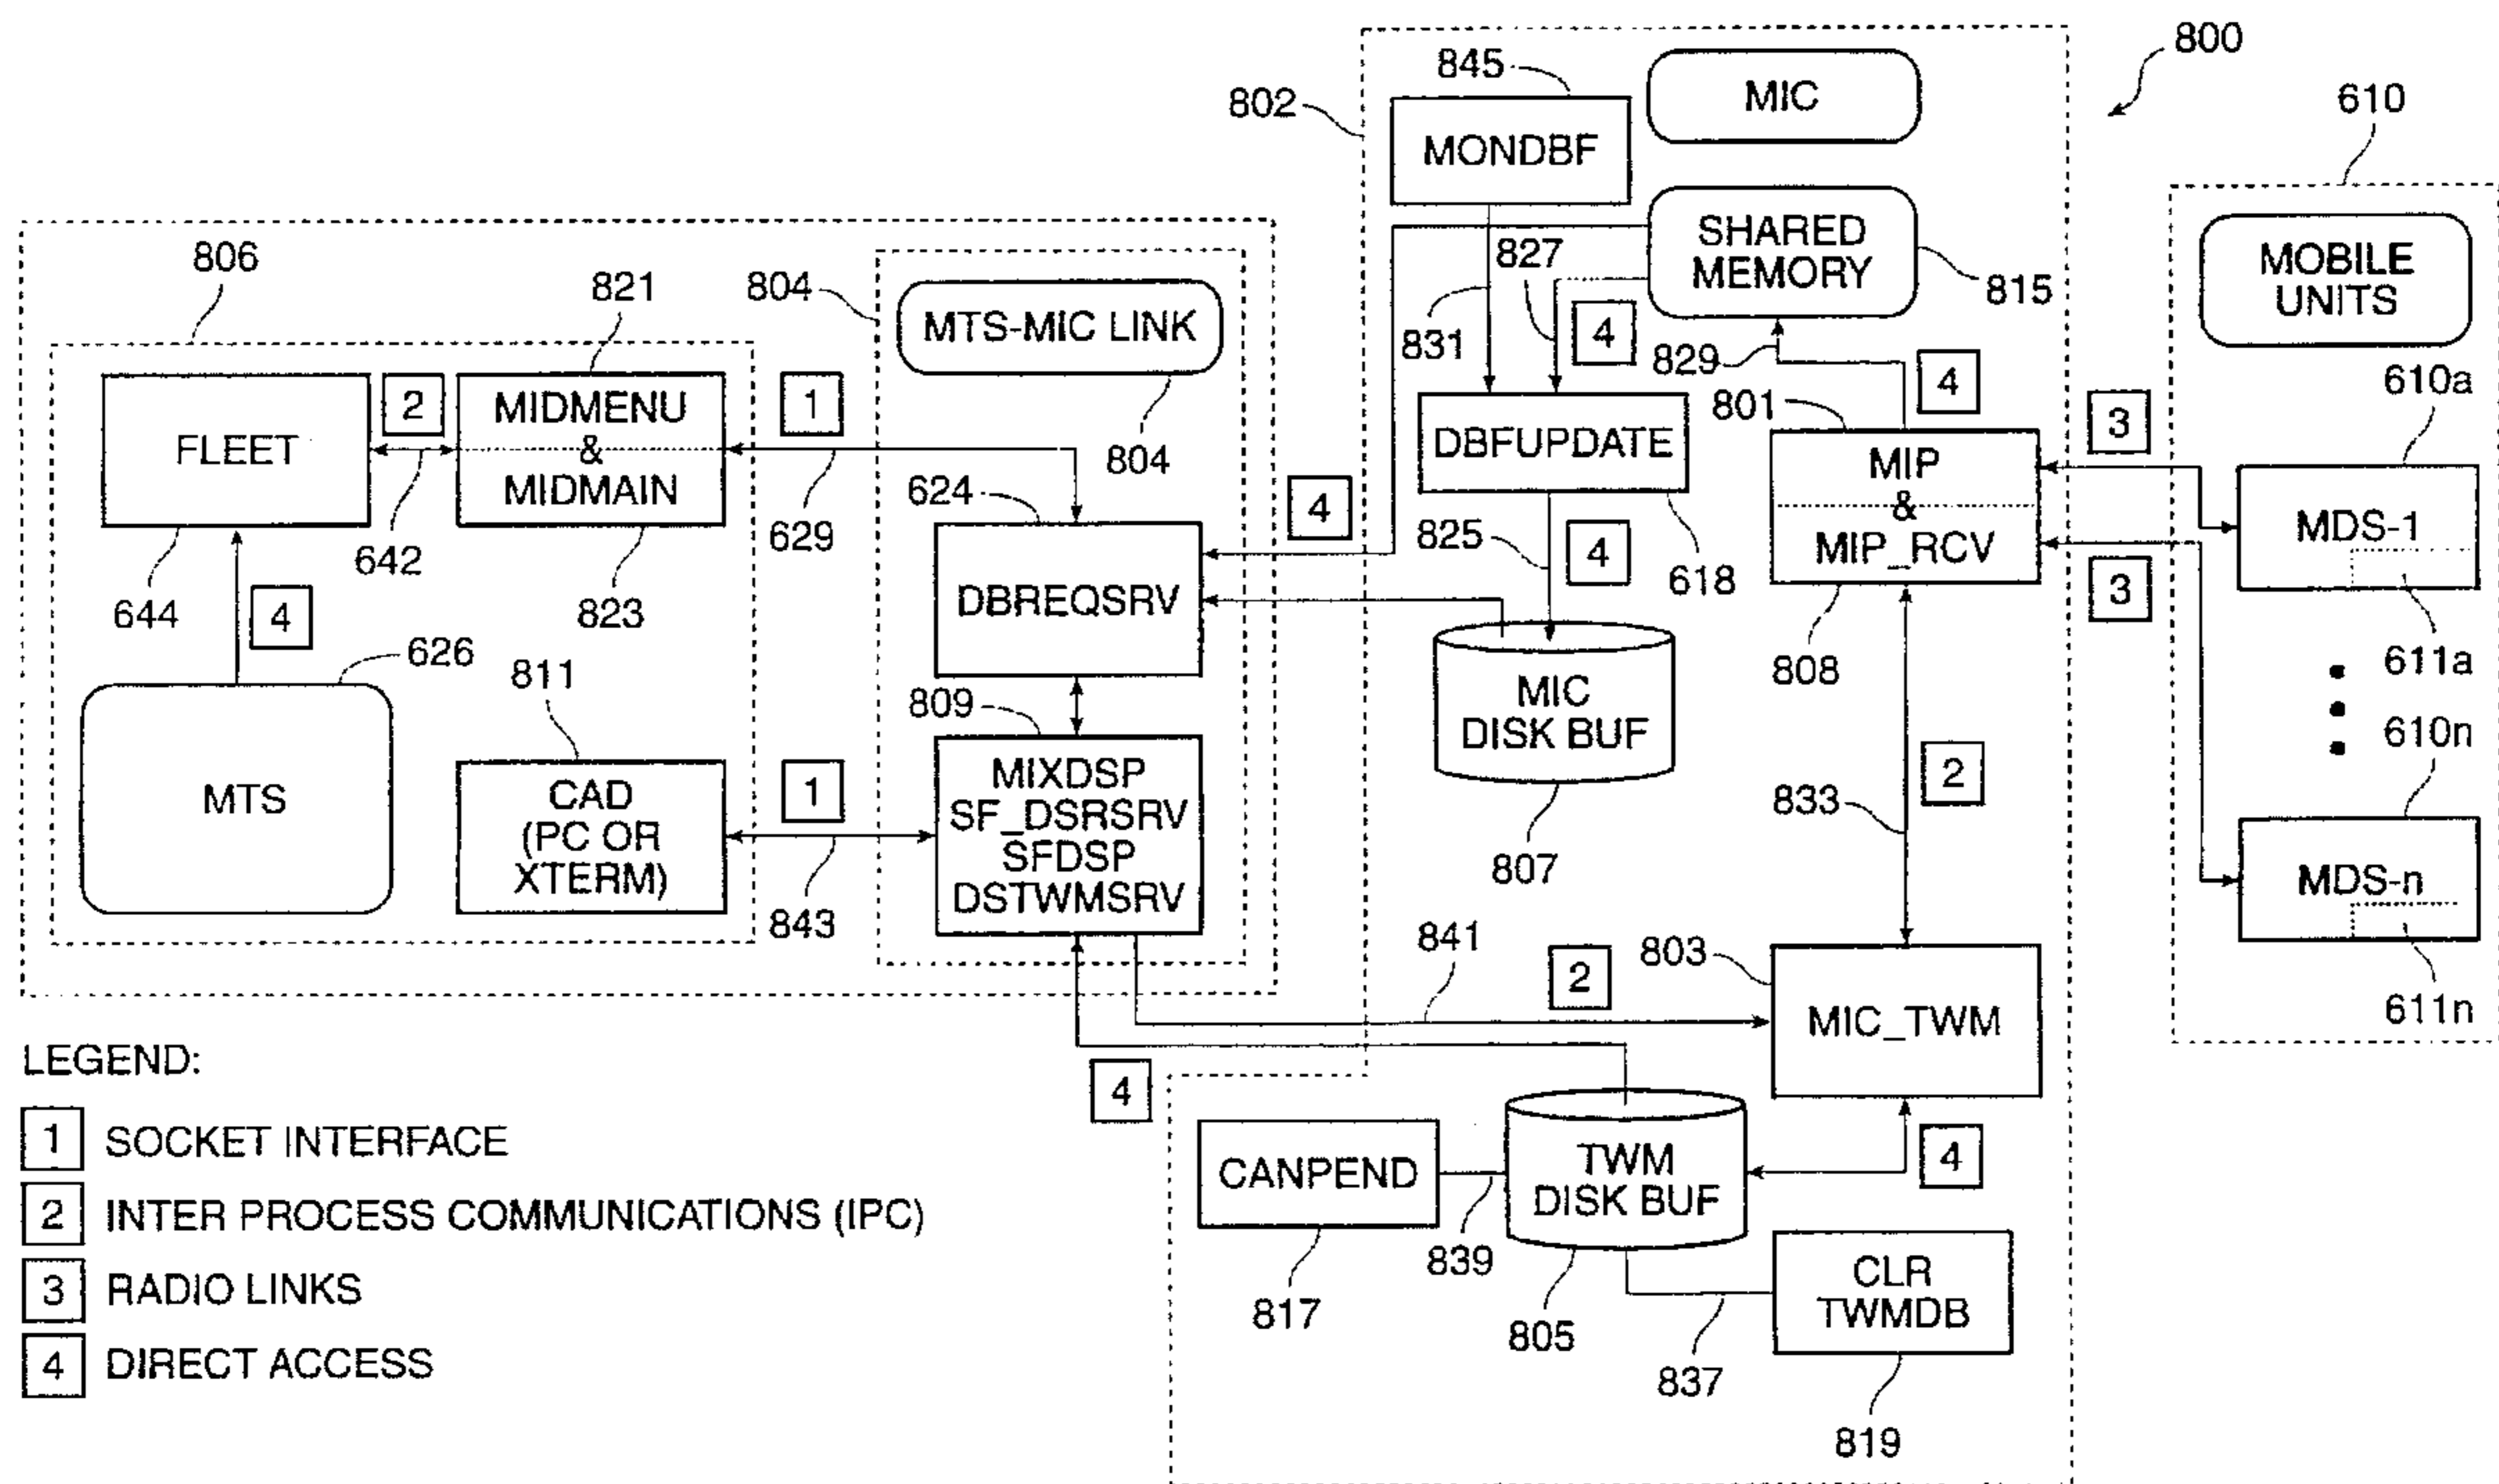 800
845
MIC
802
610
MONDBF
MOBILE
UNITS
SHARED
MEMORY
827
815
806
821
804
MTS-MIC LINK
831
4
829
4
610a
2
1
801
3
FLEET
MIDMENU
&
MIDMAIN
804
DBFUPDATE
MIP
&
MIP_RCV
624
4
MDS-1
642
629
825
4
618
3
644
4
823
DBREQSRV
808
611a
626
811
809
MIC
DISK BUF
610n
MTS
CAD
(PC OR
XTERM)
1
MIXDSP
SF_DSRSRV
SFDSP
DSTWMSRV
833
2
807
MDS-n
843
841
2
803
MIC_TWM
611n
LEGEND:
4
1 SOCKET INTERFACE
2 INTER PROCESS COMMUNICATIONS (IPC)
3 RADIO LINKS
4 DIRECT ACCESS
CANPEND
TWM
DISK BUF
4
839
817
805
CLR
TWMDB
837
819